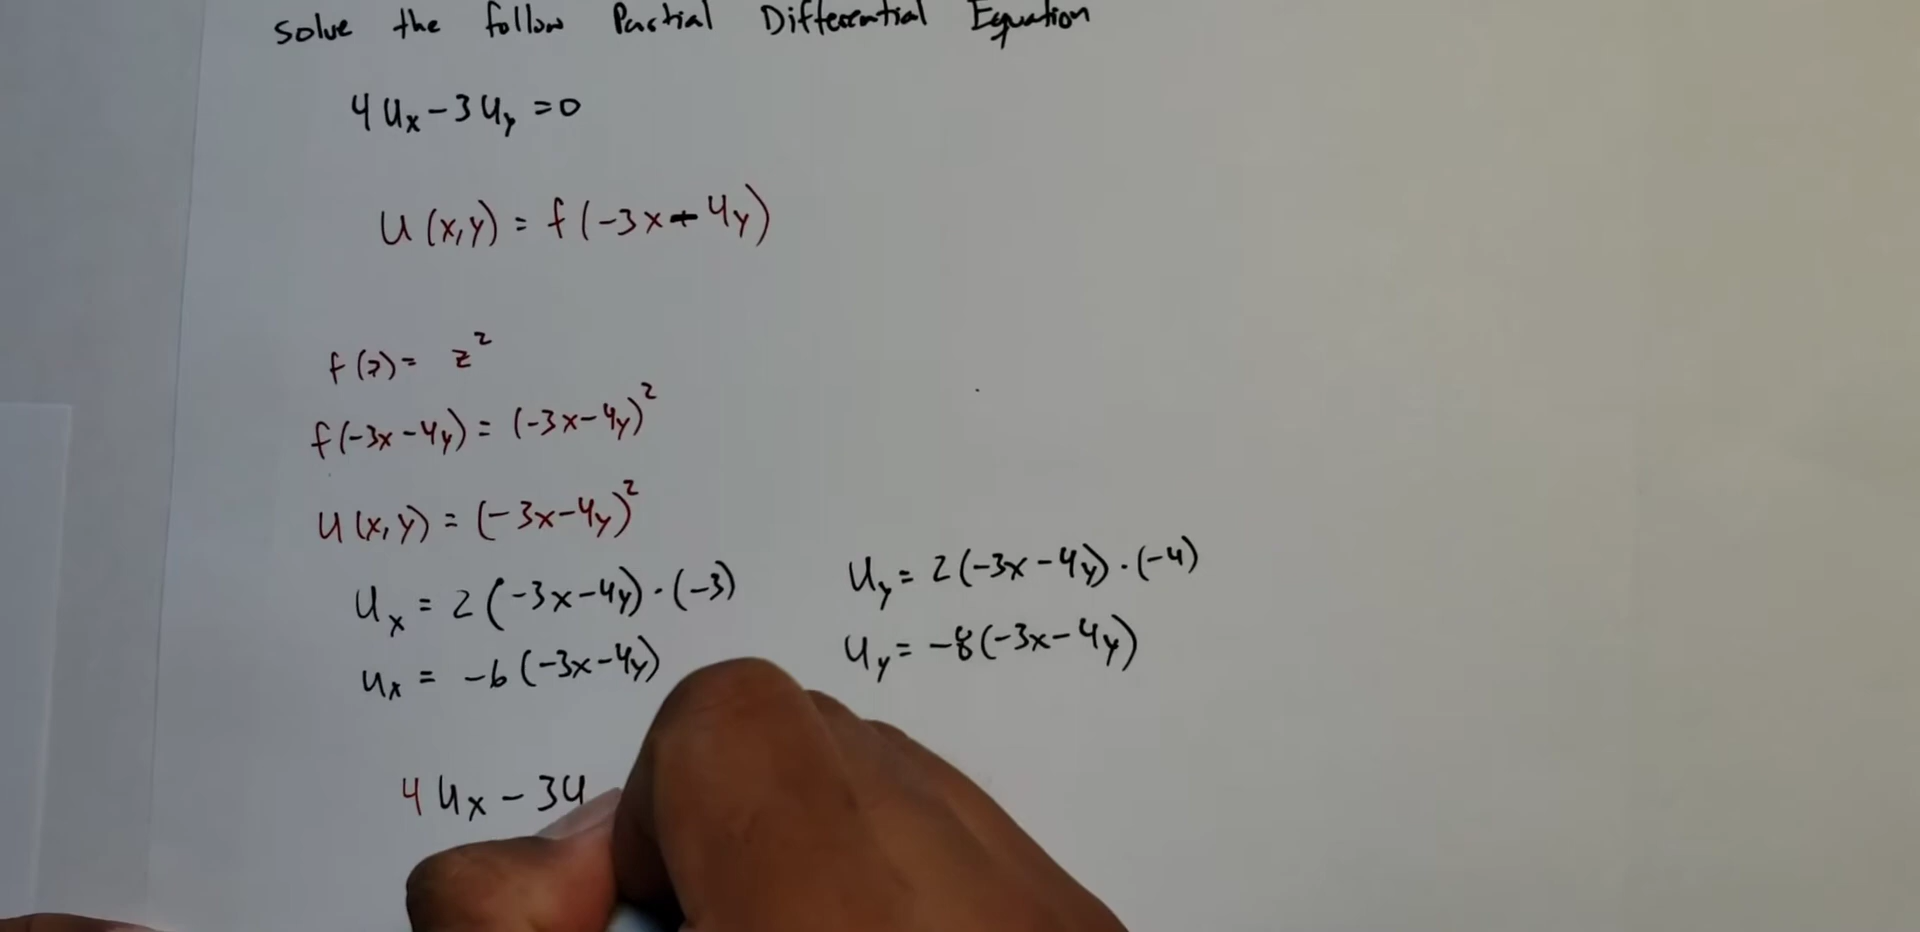 Solve the follow Partial Differential Equation
4Ux-3Uy=0
U(x,y) = f(-3x-4y)
f(z)= z²
f(-3x-4y) = (-3x-4y)²
U(x,y) = (-3x-4y)²
Ux = 2(-3x-4y)·(-3)
Ux = -6(-3x-4y)
Uy = 2(-3x-4y)·(-4)
Uy = -8(-3x-4y)
4Ux-3U